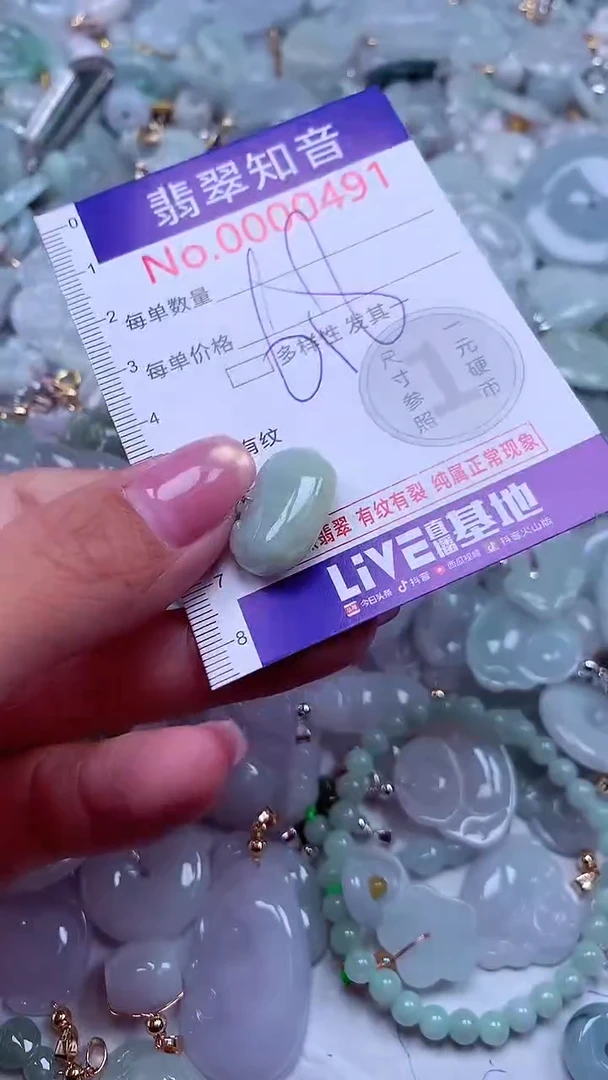 翡翠知音
No.0000491
0
1
2
3
4
7
8
每单数量
每单价格
多样性发其
一元硬币
1
尺寸参照
有纹
翡翠 有纹有裂 纯属正常现象
LiVE直播基地
今日头条 抖音 西瓜视频 抖音火山版